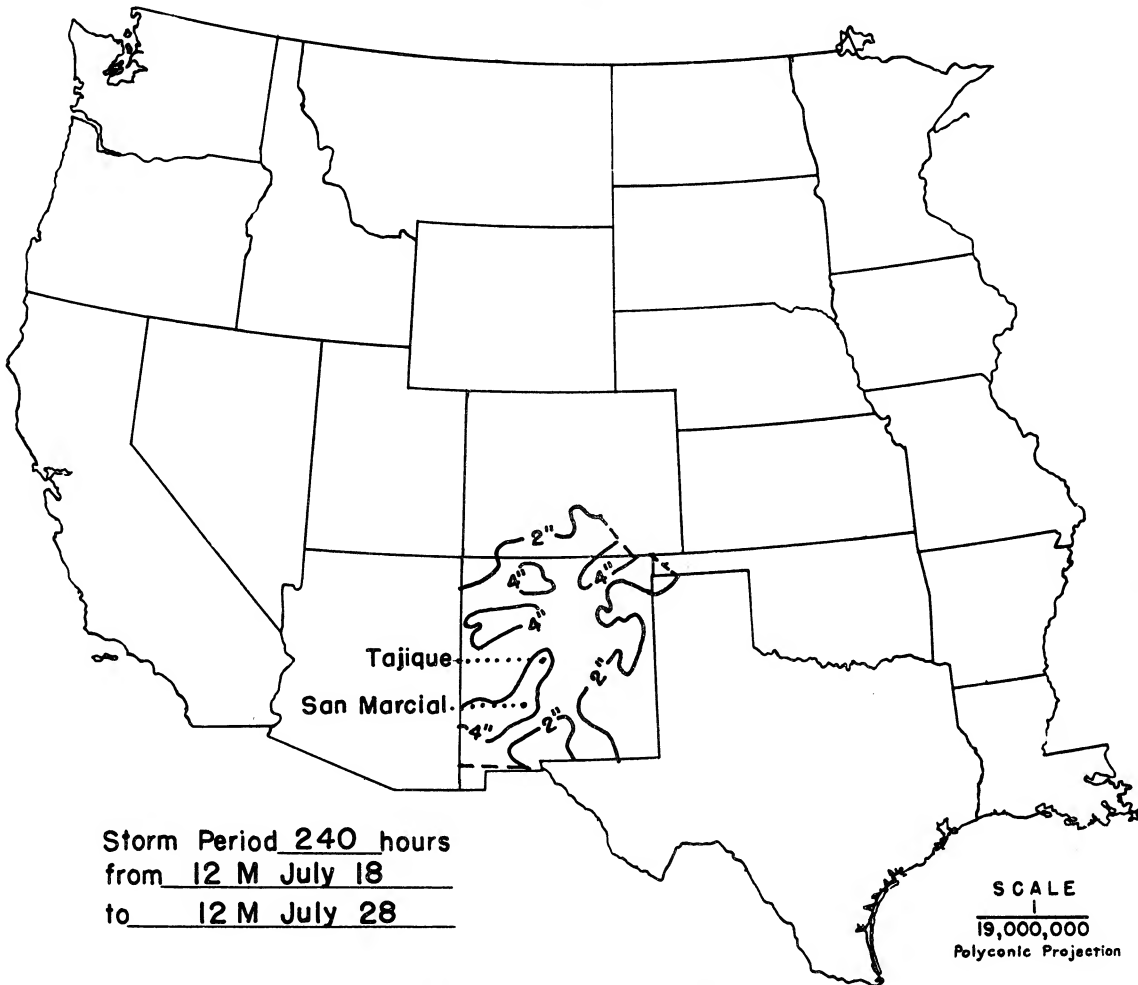 2"
4"
4"
4"
Tajique
2"
San Marcial
4"
2"
Storm Period 240 hours
from 12 M July 18
to 12 M July 28
SCALE
1
19,000,000
Polyconic Projection